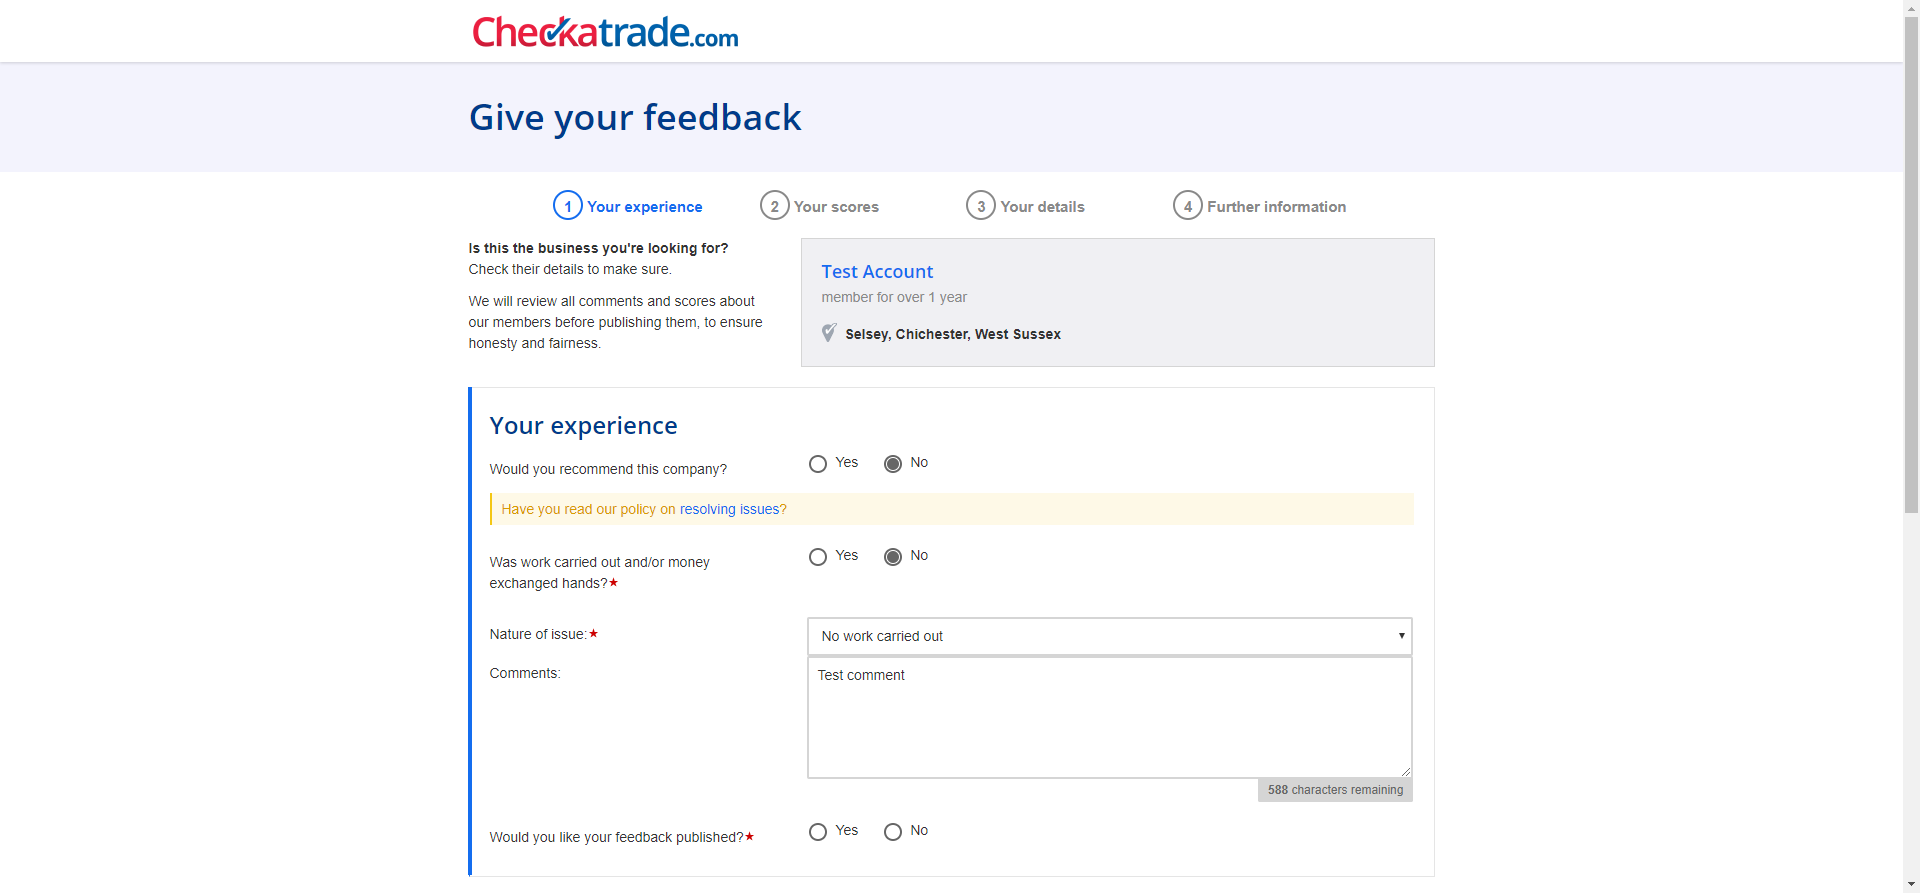 Checkatrade.com
Give your feedback
1 Your experience
2 Your scores
3 Your details
4 Further information
Is this the business you're looking for?
Check their details to make sure.
We will review all comments and scores about
our members before publishing them, to ensure
honesty and fairness.
Test Account
member for over 1 year
Selsey, Chichester, West Sussex
Your experience
Would you recommend this company? Yes No
Have you read our policy on resolving issues?
Was work carried out and/or money
exchanged hands?★ Yes No
Nature of issue:★ No work carried out
Comments: Test comment
588 characters remaining
Would you like your feedback published?★ Yes No